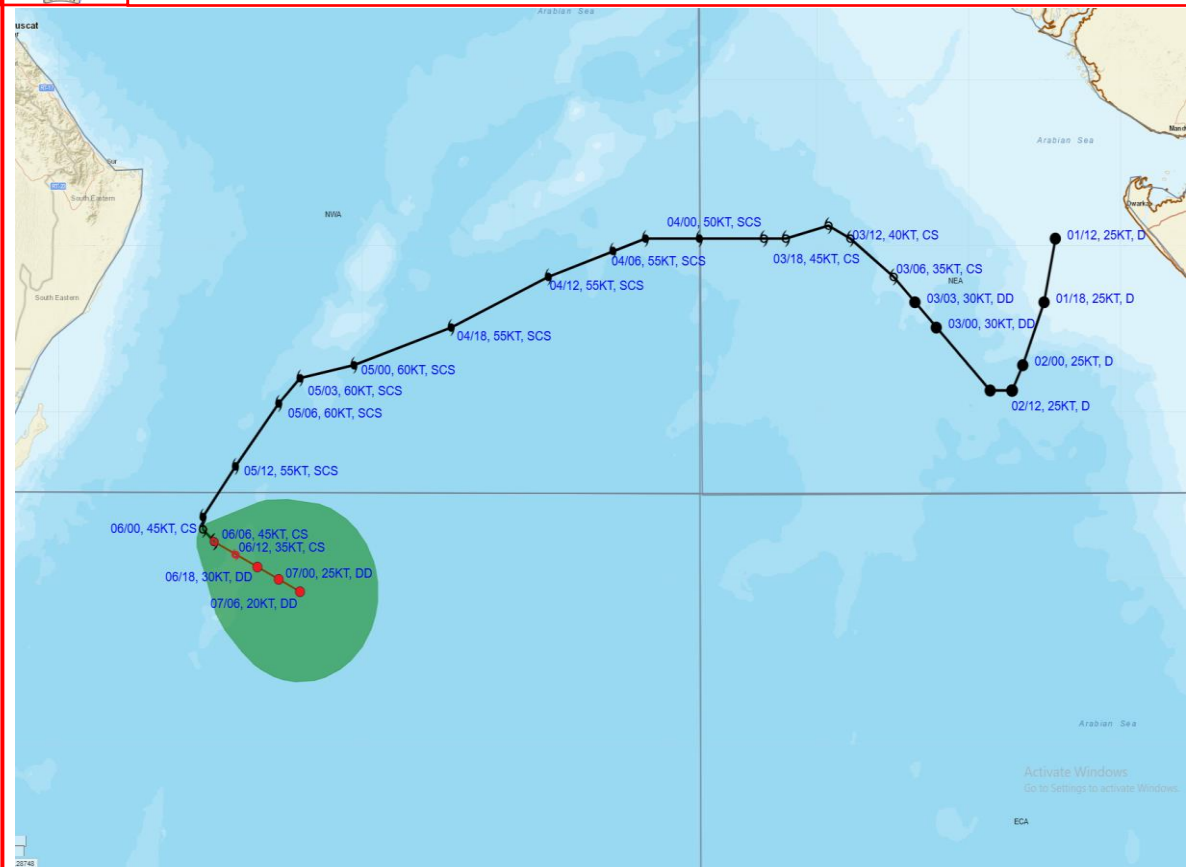 Arabian Sea
uscat
Arabian Sea
Sur
South Eastern
NWA
Dwarka
04/00, 50KT, SCS
03/12, 40KT, CS
01/12, 25KT, D
04/06, 55KT, SCS
03/18, 45KT, CS
03/06, 35KT, CS
NEA
04/12, 55KT, SCS
South Eastern
03/03, 30KT, DD
01/18, 25KT, D
03/00, 30KT, DD
04/18, 55KT, SCS
05/00, 60KT, SCS
02/00, 25KT, D
05/03, 60KT, SCS
02/12, 25KT, D
05/06, 60KT, SCS
05/12, 55KT, SCS
06/00, 45KT, CS
06/06, 45KT, CS
06/12, 35KT, CS
06/18, 30KT, DD
07/00, 25KT, DD
07/06, 20KT, DD
Arabian Sea
Activate Windows
Go to Settings to activate Windows.
ECA
28748